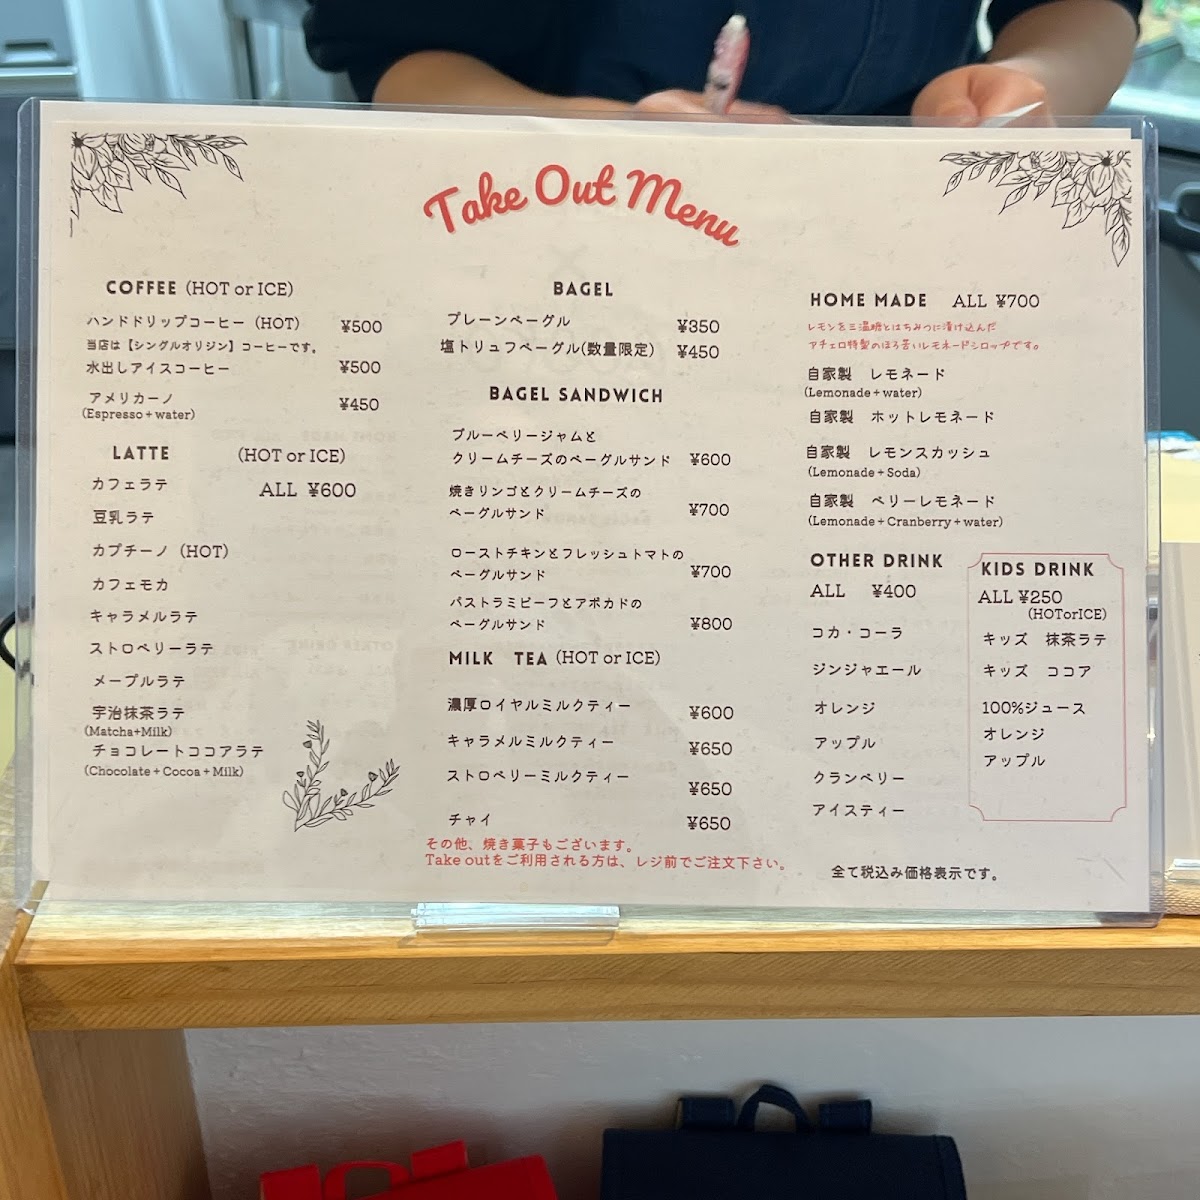 Take Out Menu
COFFEE (HOT or ICE)
ハンドドリップコーヒー (HOT) ¥500
当店は【シングルオリジン】コーヒーです。
水出しアイスコーヒー ¥500
アメリカーノ ¥450
(Espresso+water)
LATTE (HOT or ICE)
カフェラテ ALL ¥600
豆乳ラテ
カプチーノ (HOT)
カフェモカ
キャラメルラテ
ストロベリーラテ
メープルラテ
宇治抹茶ラテ
(Matcha+Milk)
チョコレートココアラテ
(Chocolate+Cocoa+Milk)
BAGEL
プレーンベーグル ¥350
塩トリュフベーグル(数量限定) ¥450
BAGEL SANDWICH
ブルーベリージャムと
クリームチーズのベーグルサンド ¥600
焼きリンゴとクリームチーズの
ベーグルサンド ¥700
ローストチキンとフレッシュトマトの
ベーグルサンド ¥700
パストラミビーフとアボカドの
ベーグルサンド ¥800
MILK TEA (HOT or ICE)
濃厚ロイヤルミルクティー ¥600
キャラメルミルクティー ¥650
ストロベリーミルクティー ¥650
チャイ ¥650
その他、焼き菓子もございます。
Take outをご利用される方は、レジ前でご注文下さい。
HOME MADE ALL ¥700
レモンを三温糖とはちみつに漬け込んだ
アチェロ特製のほろ苦いレモネードシロップです。
自家製 レモネード
(Lemonade+water)
自家製 ホットレモネード
自家製 レモンスカッシュ
(Lemonade+Soda)
自家製 ベリーレモネード
(Lemonade+Cranberry+water)
OTHER DRINK
ALL ¥400
コカ・コーラ
ジンジャエール
オレンジ
アップル
クランベリー
アイスティー
KIDS DRINK
ALL ¥250
(HOTorICE)
キッズ 抹茶ラテ
キッズ ココア
100%ジュース
オレンジ
アップル
全て税込み価格表示です。